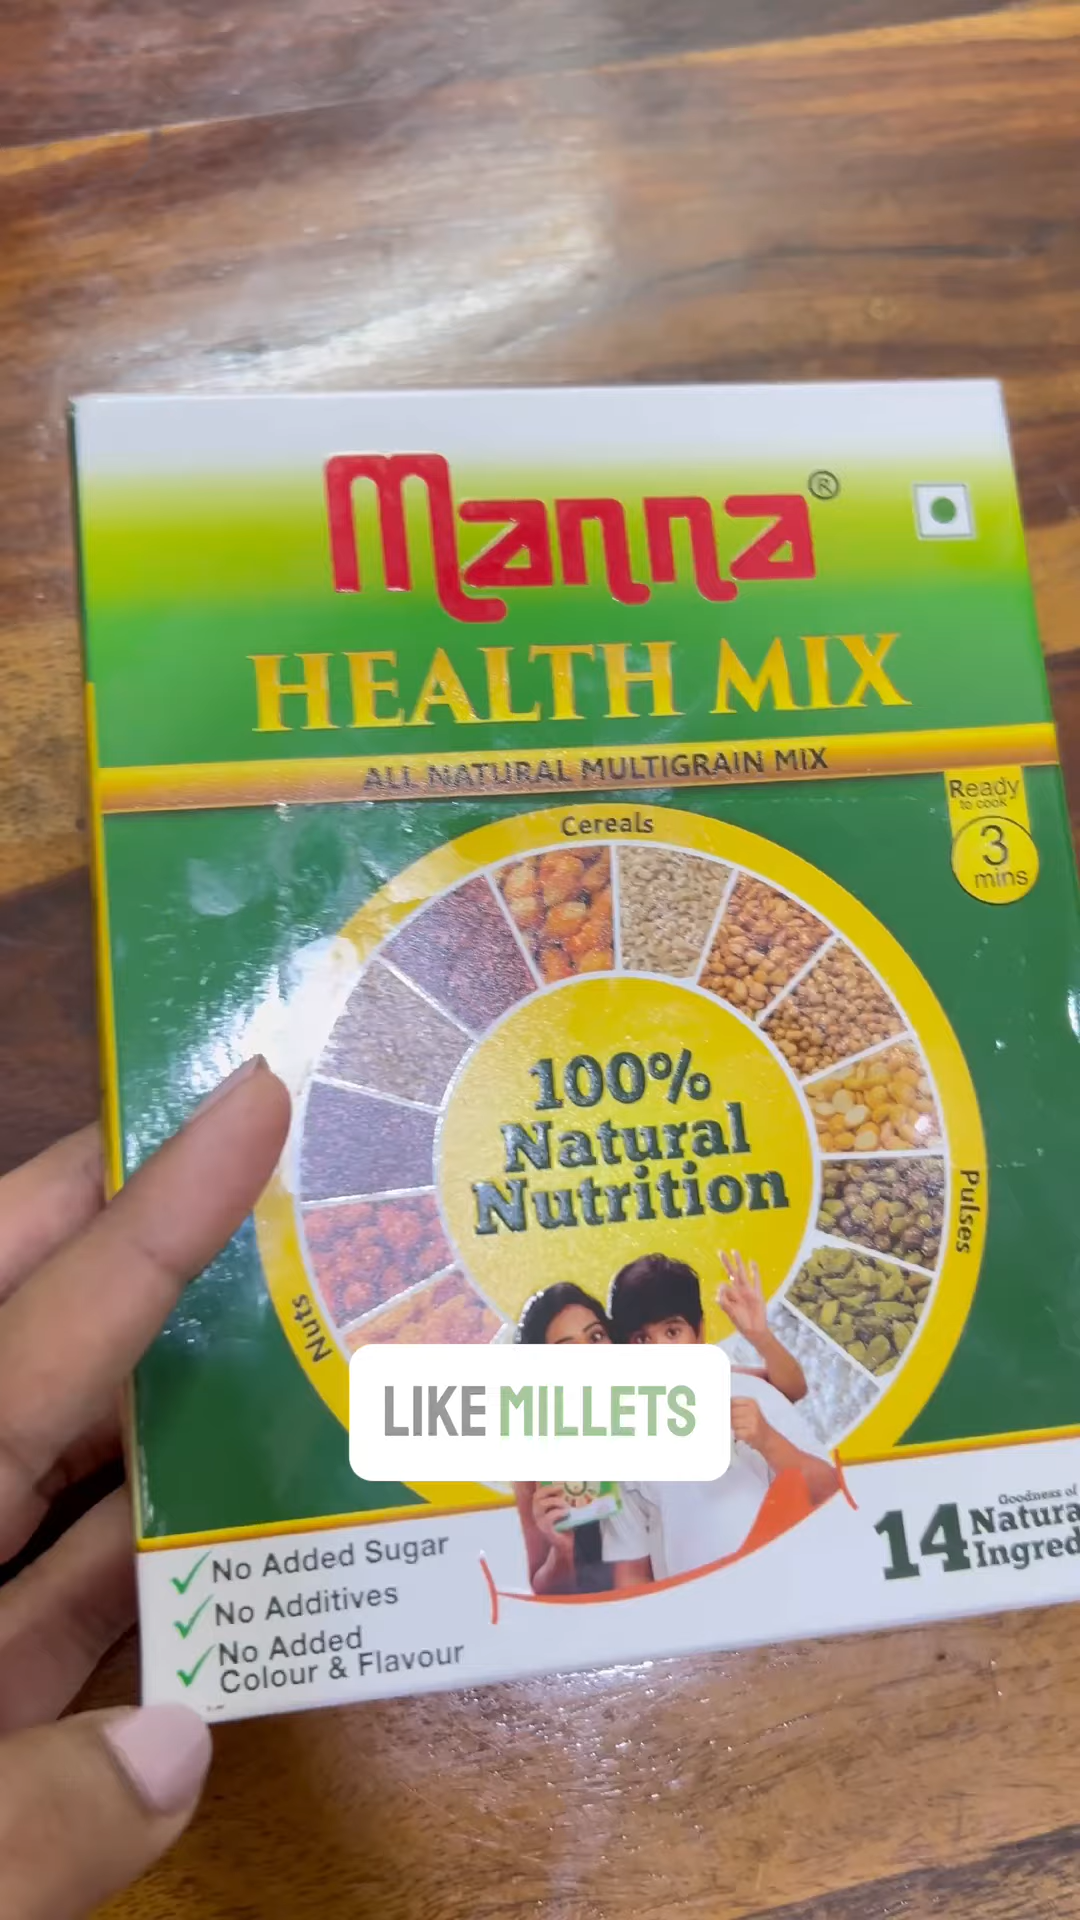 Manna®
HEALTH MIX
ALL NATURAL MULTIGRAIN MIX
Ready
to cook
3
mins
Cereals
Pulses
Nuts
100%
Natural
Nutrition
LIKE MILLETS
No Added Sugar
No Additives
No Added
Colour & Flavour
Goodness of
14 Natura
Ingred